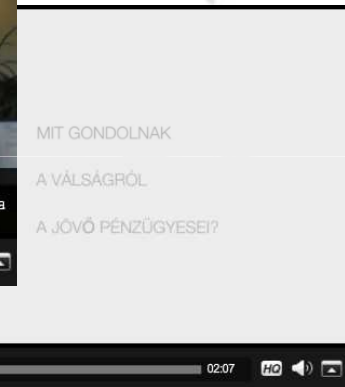 MIT GONDOLNAK
A VÁLSÁGRÓL
a
A JÖVŐ PÉNZÜGYESEI?
02:07 HQ